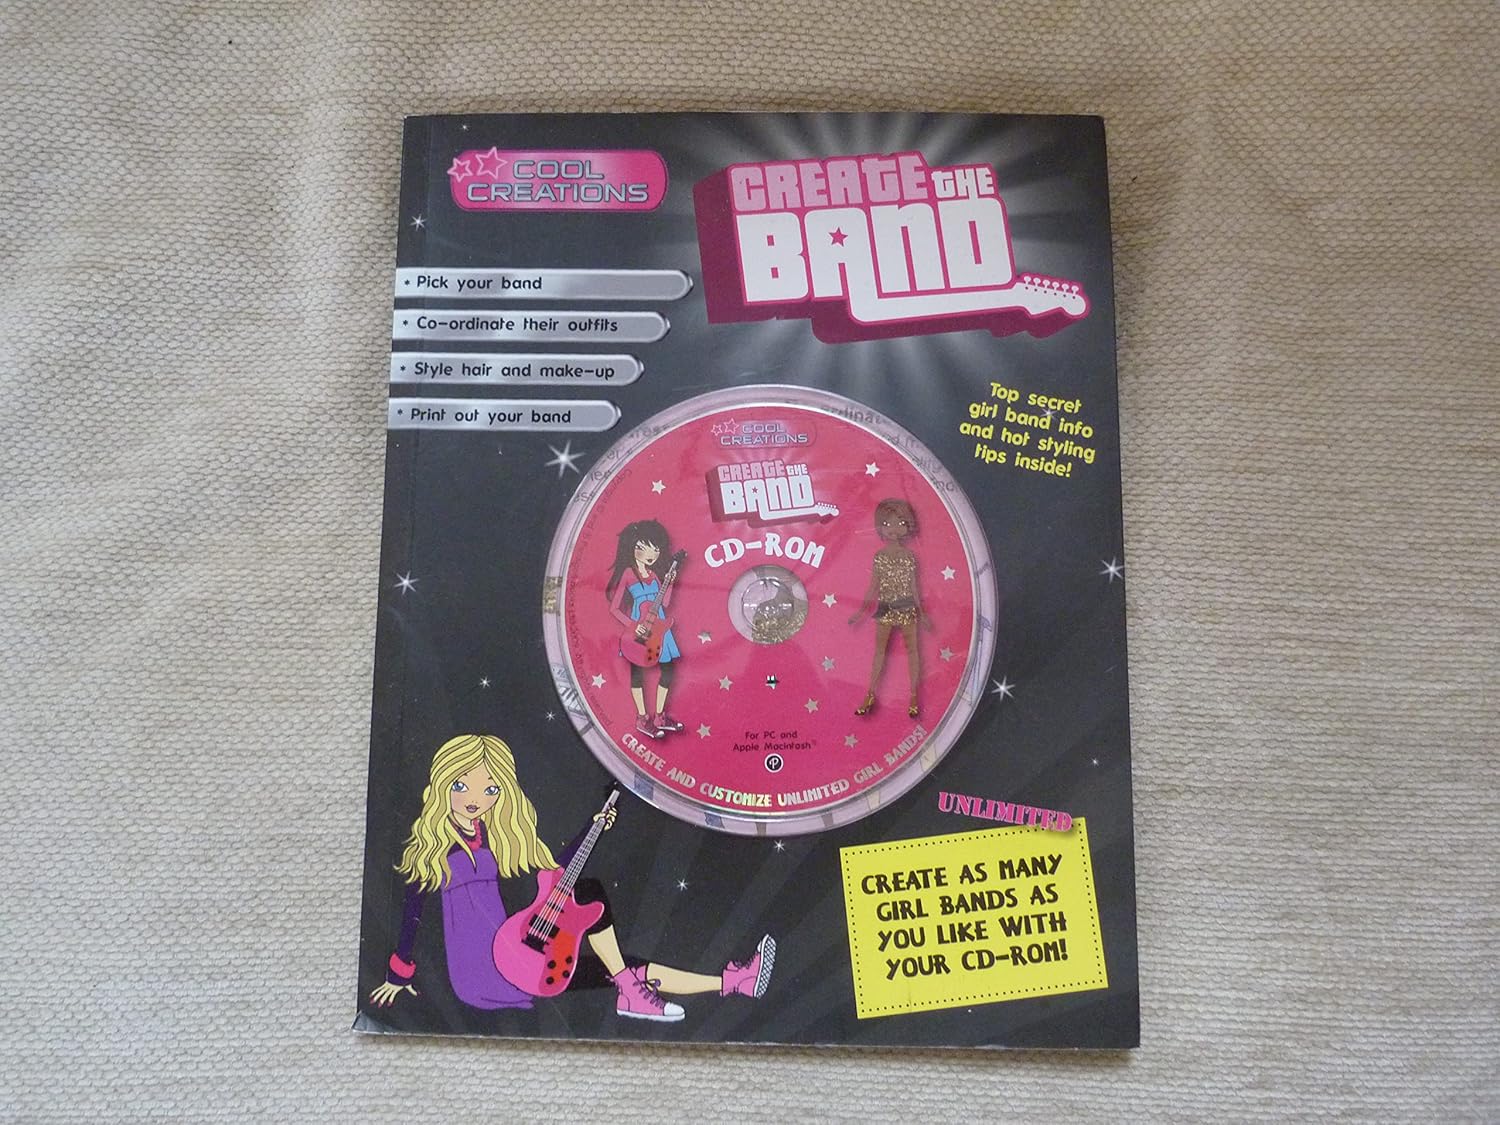 COOL
CREATIONS
CREATE THE
BAND
* Pick your band
* Co-ordinate their outfits
* Style hair and make-up
* Print out your band
Top secret
girl band info
and hot styling
tips inside!
COOL
CREATIONS
CREATE THE
BAND
CD-ROM
For PC and
Apple Macintosh®
P
CREATE AND CUSTOMIZE UNLIMITED GIRL BANDS!
UNLIMITED
CREATE AS MANY
GIRL BANDS AS
YOU LIKE WITH
YOUR CD-ROM!